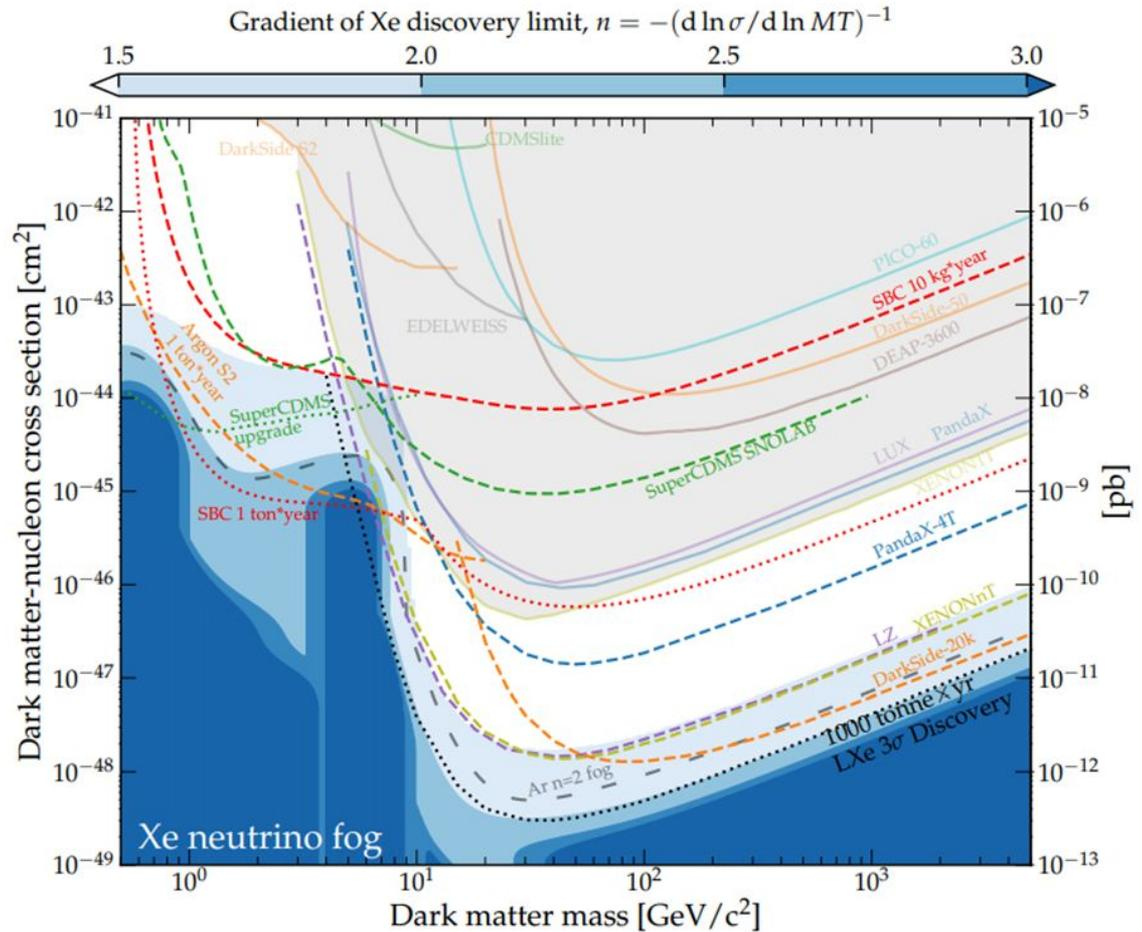 Gradient of Xe discovery limit, n = −(d ln σ/d ln MT)⁻¹
1.5 2.0 2.5 3.0
10⁻⁴¹
10⁻⁴²
10⁻⁴³
10⁻⁴⁴
10⁻⁴⁵
10⁻⁴⁶
10⁻⁴⁷
10⁻⁴⁸
10⁻⁴⁹
Dark matter-nucleon cross section [cm²]
DarkSide S2
CDMSlite
PICO-60
SBC 10 kg*year
DarkSide-50
EDELWEISS
DEAP-3600
Argon S2
1 ton*year
SuperCDMS
upgrade
SuperCDMS SNOLAB
LUX
PandaX
XENON1T
SBC 1 ton*year
PandaX-4T
LZ
XENONnT
DarkSide-20k
1000 tonne X yr
LXe 3σ Discovery
Ar n=2 fog
Xe neutrino fog
10⁻⁵
10⁻⁶
10⁻⁷
10⁻⁸
10⁻⁹
10⁻¹⁰
10⁻¹¹
10⁻¹²
10⁻¹³
[pb]
10⁰ 10¹ 10² 10³
Dark matter mass [GeV/c²]